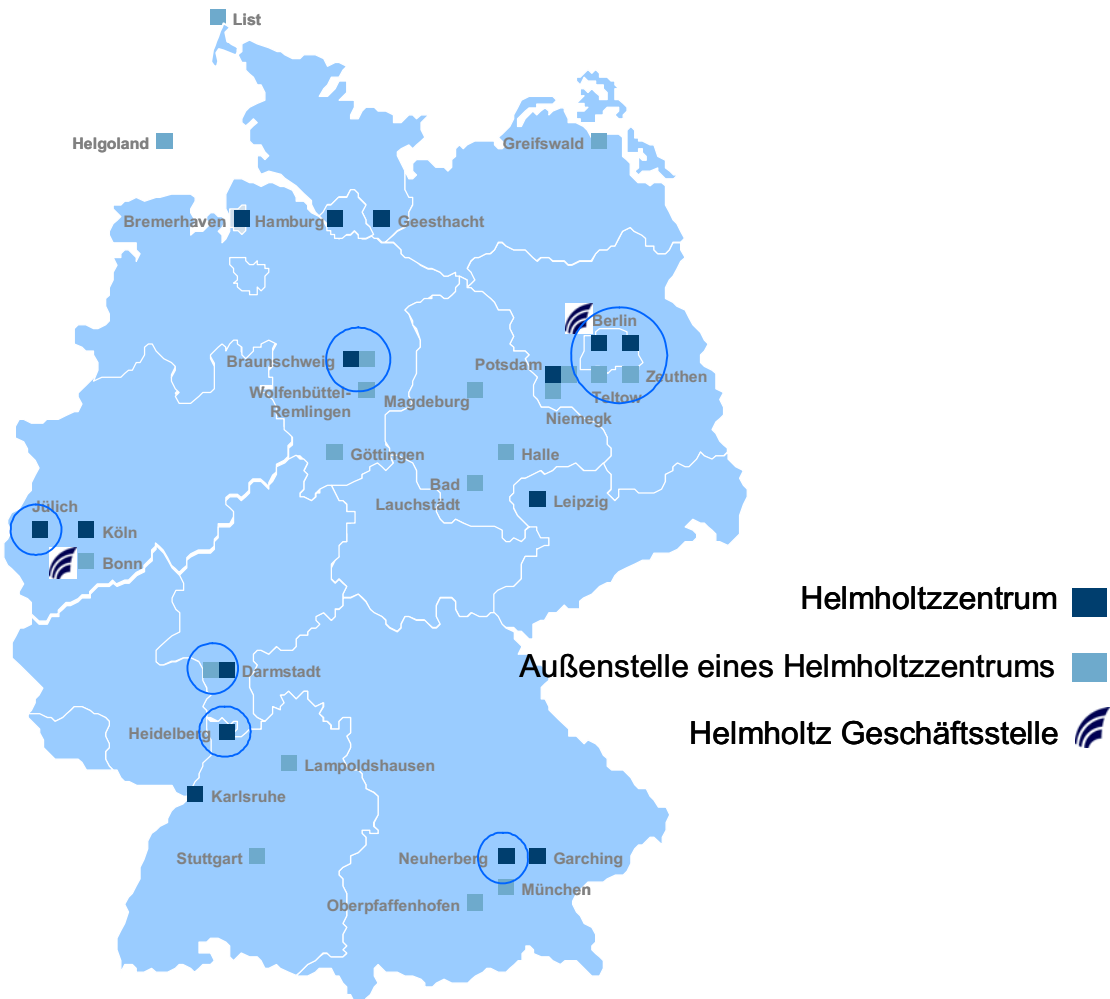 List
Helgoland
Greifswald
Bremerhaven
Hamburg
Geesthacht
Berlin
Braunschweig
Potsdam
Zeuthen
Wolfenbüttel-
Remlingen
Magdeburg
Teltow
Niemegk
Göttingen
Halle
Bad
Lauchstädt
Leipzig
Jülich
Köln
Bonn
Helmholtzzentrum
Außenstelle eines Helmholtzzentrums
Helmholtz Geschäftsstelle
Darmstadt
Heidelberg
Lampoldshausen
Karlsruhe
Stuttgart
Neuherberg
Garching
München
Oberpfaffenhofen